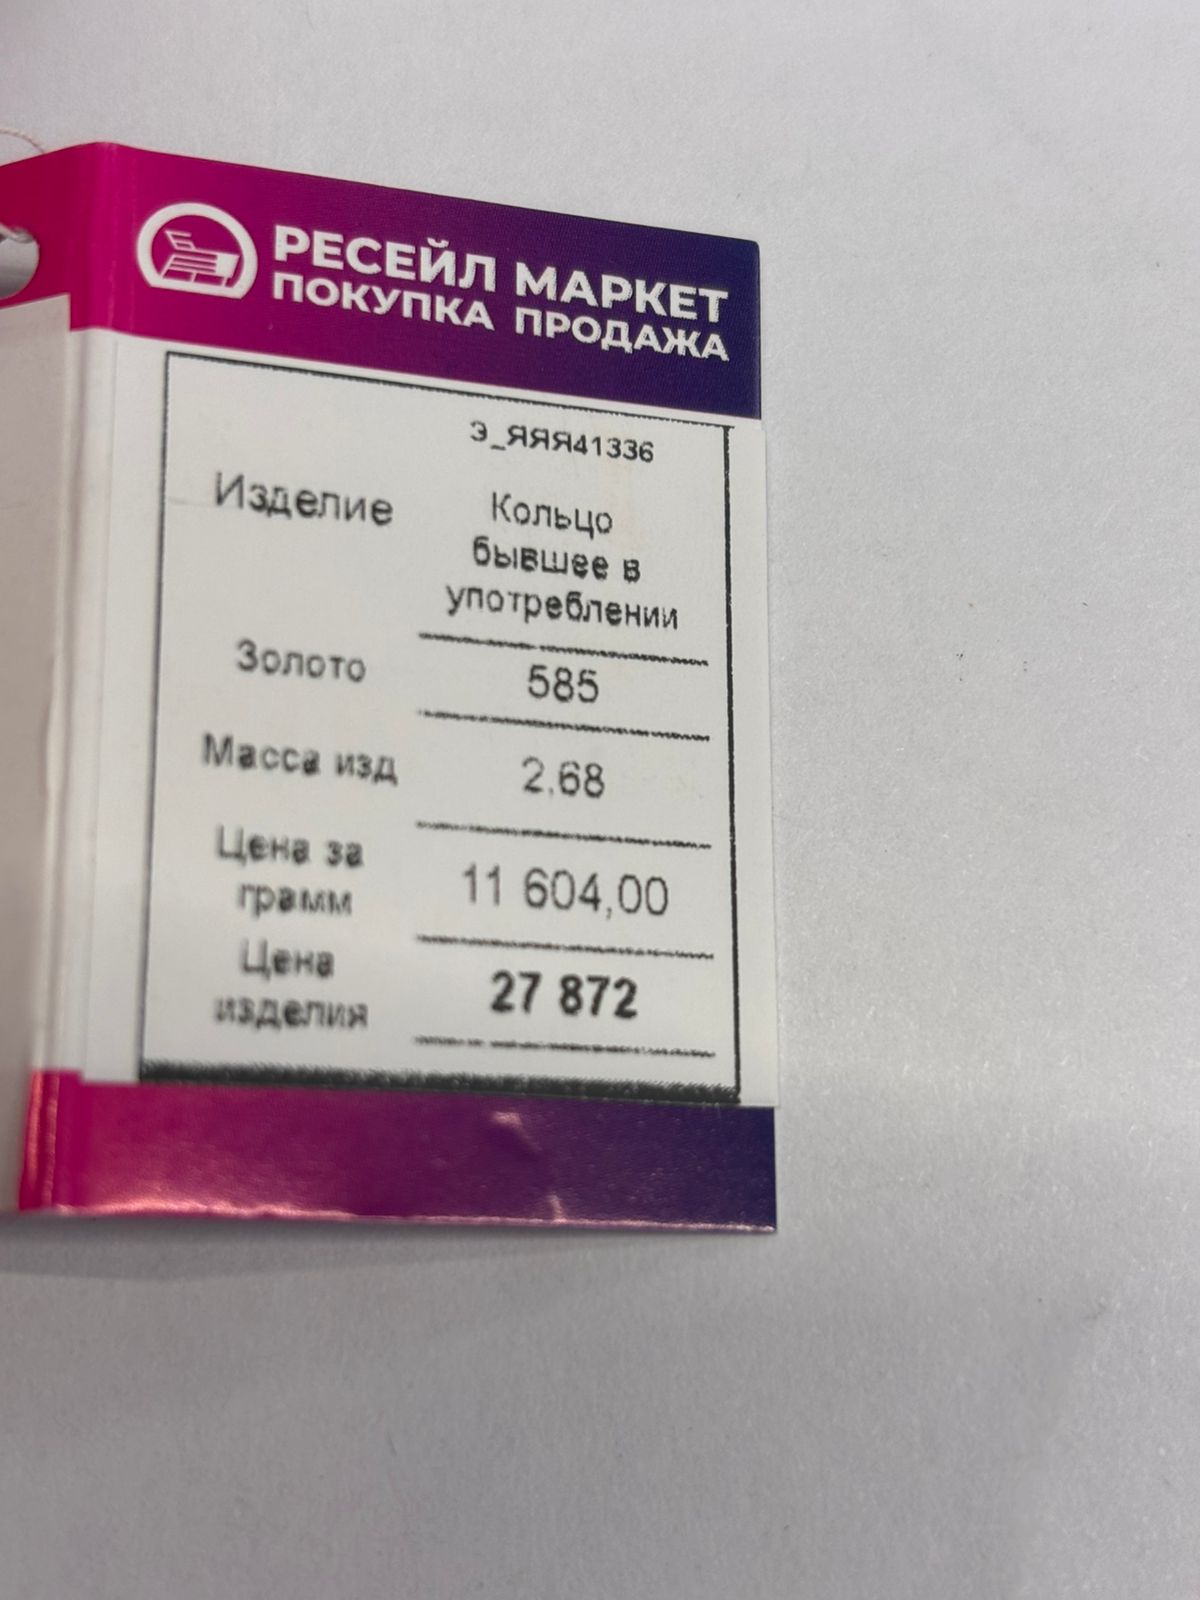 РЕСЕЙЛ МАРКЕТ
ПОКУПКА ПРОДАЖА
Э_ЯЯЯ41336
Изделие Кольцо
бывшее в
употреблении
Золото 585
Масса изд 2.68
Цена за
грамм 11 604,00
Цена
изделия 27 872